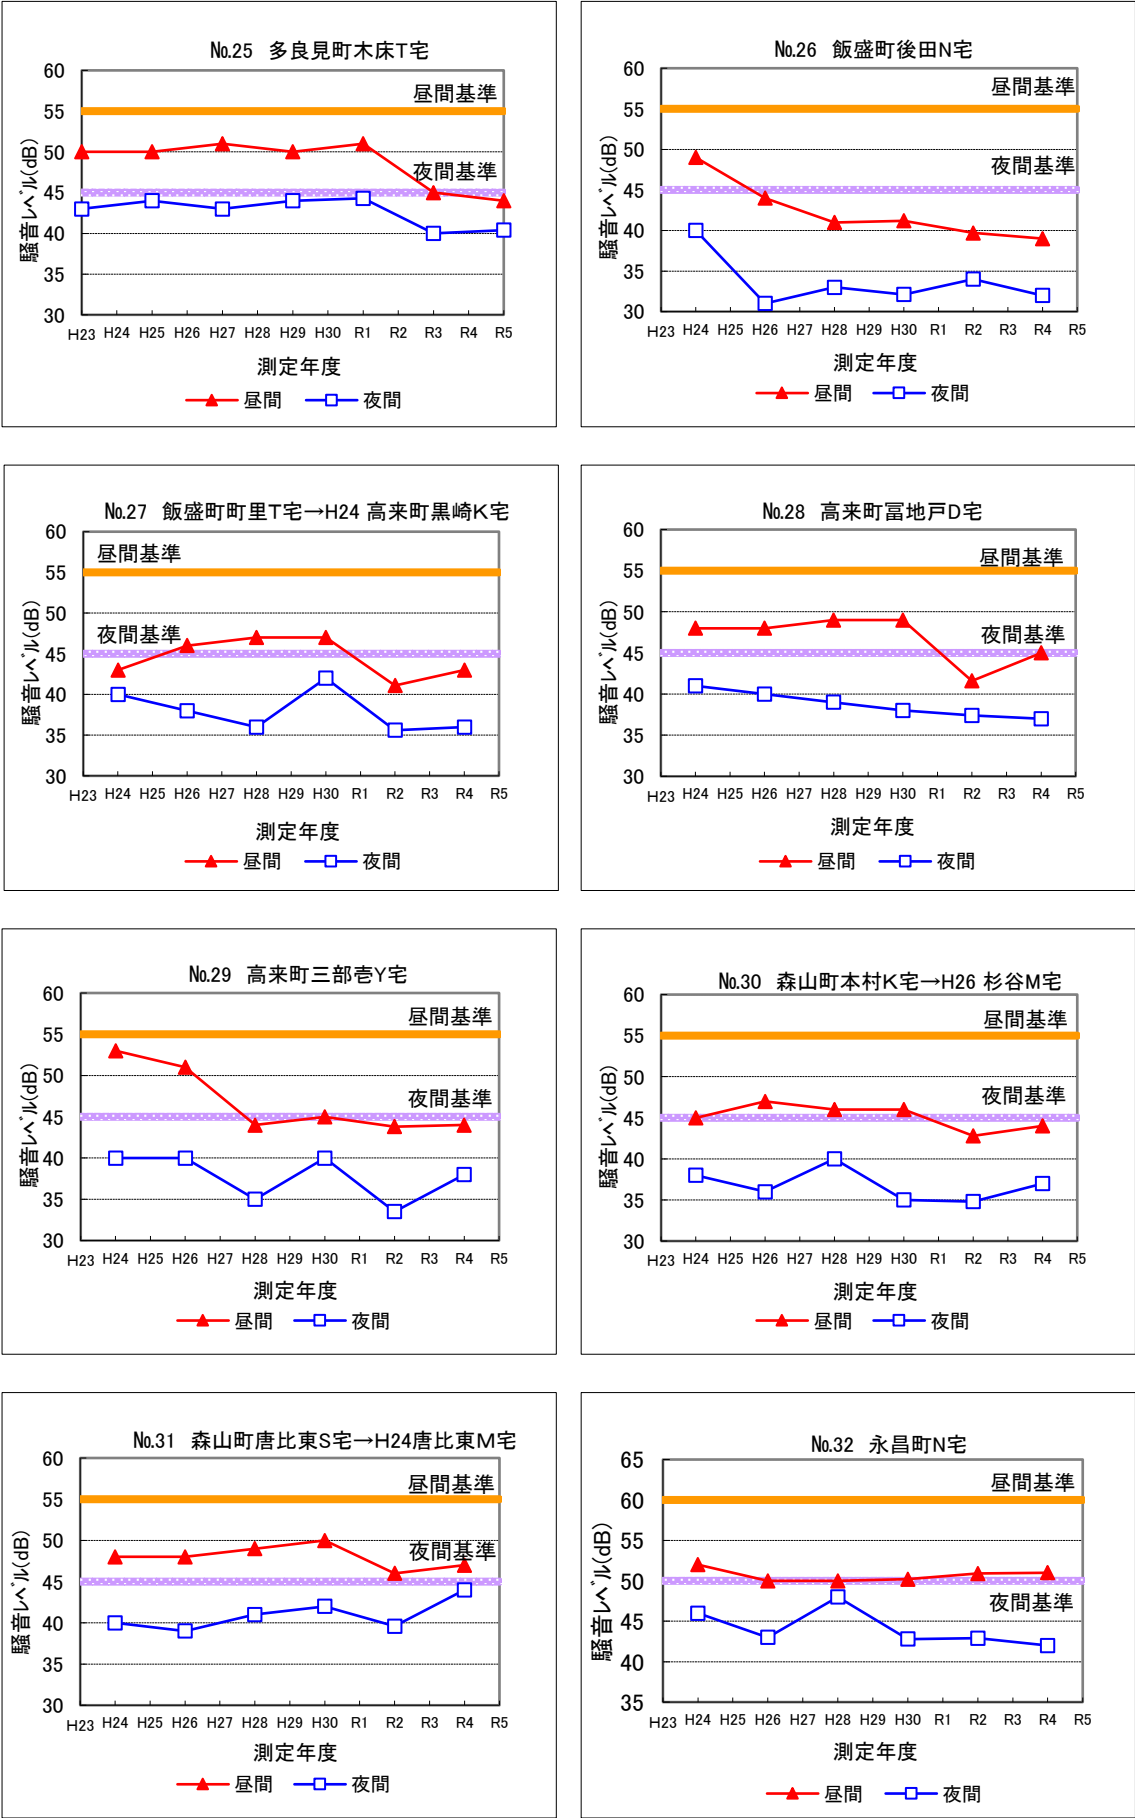 №25 多良見町木床T宅
60
55
50
45
40
35
30
騒音レベル(dB)
昼間基準
夜間基準
H23 H24 H25 H26 H27 H28 H29 H30 R1 R2 R3 R4 R5
測定年度
昼間 夜間
№26 飯盛町後田N宅
60
55
50
45
40
35
30
騒音レベル(dB)
昼間基準
夜間基準
H23 H24 H25 H26 H27 H28 H29 H30 R1 R2 R3 R4 R5
測定年度
昼間 夜間
№27 飯盛町町里T宅→H24 高来町黒崎K宅
60
55
50
45
40
35
30
騒音レベル(dB)
昼間基準
夜間基準
H23 H24 H25 H26 H27 H28 H29 H30 R1 R2 R3 R4 R5
測定年度
昼間 夜間
№28 高来町冨地戸D宅
60
55
50
45
40
35
30
騒音レベル(dB)
昼間基準
夜間基準
H23 H24 H25 H26 H27 H28 H29 H30 R1 R2 R3 R4 R5
測定年度
昼間 夜間
№29 高来町三部壱Y宅
60
55
50
45
40
35
30
騒音レベル(dB)
昼間基準
夜間基準
H23 H24 H25 H26 H27 H28 H29 H30 R1 R2 R3 R4 R5
測定年度
昼間 夜間
№30 森山町本村K宅→H26 杉谷M宅
60
55
50
45
40
35
30
騒音レベル(dB)
昼間基準
夜間基準
H23 H24 H25 H26 H27 H28 H29 H30 R1 R2 R3 R4 R5
測定年度
昼間 夜間
№31 森山町唐比東S宅→H24唐比東M宅
60
55
50
45
40
35
30
騒音レベル(dB)
昼間基準
夜間基準
H23 H24 H25 H26 H27 H28 H29 H30 R1 R2 R3 R4 R5
測定年度
昼間 夜間
№32 永昌町N宅
65
60
55
50
45
40
35
騒音レベル(dB)
昼間基準
夜間基準
H23 H24 H25 H26 H27 H28 H29 H30 R1 R2 R3 R4 R5
測定年度
昼間 夜間